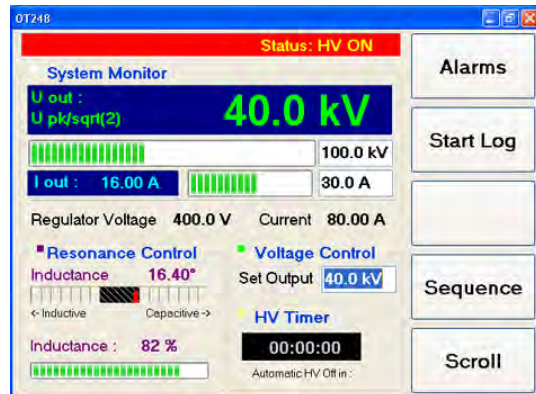 OT248
Status: HV ON
System Monitor
U out :
U pk/sqrt(2)
40.0 kV
100.0 kV
I out : 16.00 A
30.0 A
Regulator Voltage 400.0 V Current 80.00 A
Resonance Control
Inductance 16.40°
<- Inductive Capacitive ->
Inductance : 82 %
Voltage Control
Set Output 40.0 kV
HV Timer
00:00:00
Automatic HV Off in :
Alarms
Start Log
Sequence
Scroll